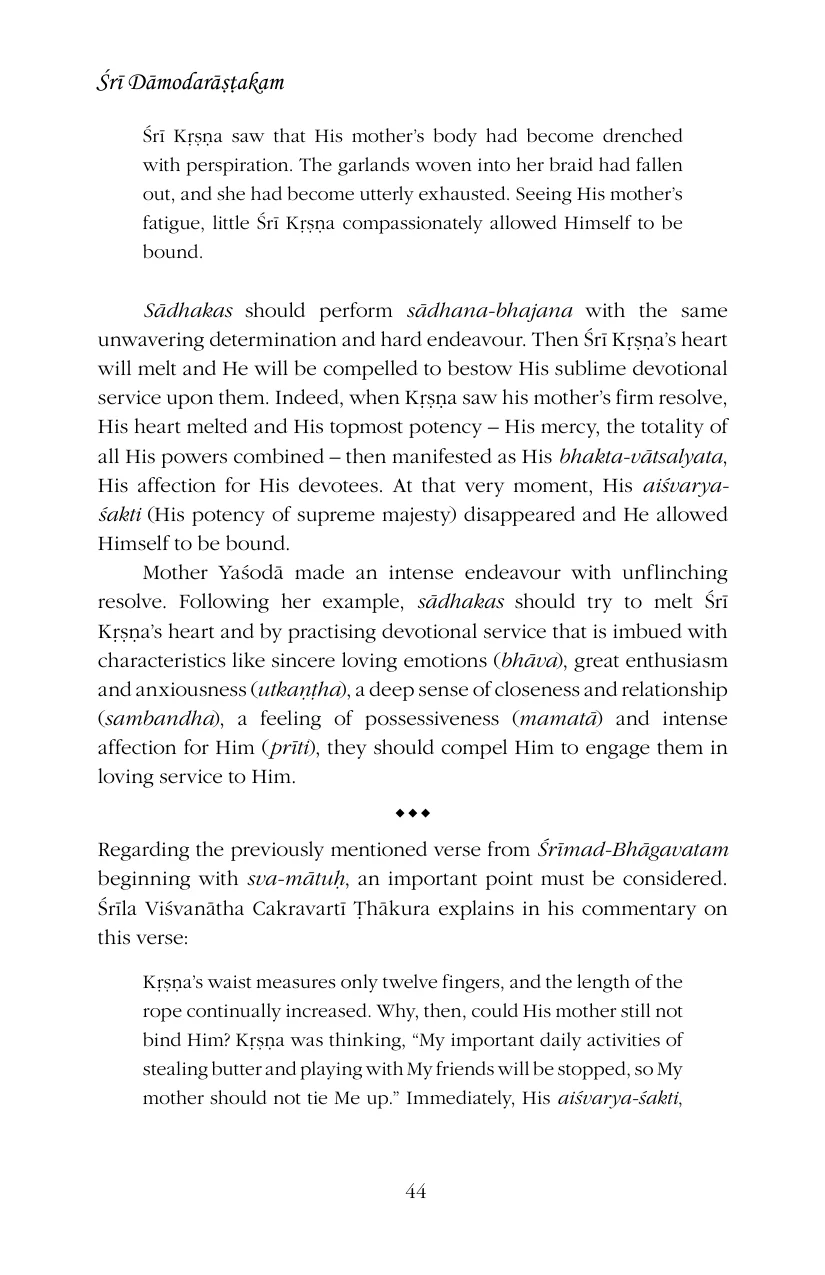 Śrī Dāmodarāṣṭakam
Śrī Kṛṣṇa saw that His mother’s body had become drenched
with perspiration. The garlands woven into her braid had fallen
out, and she had become utterly exhausted. Seeing His mother’s
fatigue, little Śrī Kṛṣṇa compassionately allowed Himself to be
bound.
Sādhakas should perform sādhana-bhajana with the same
unwavering determination and hard endeavour. Then Śrī Kṛṣṇa’s heart
will melt and He will be compelled to bestow His sublime devotional
service upon them. Indeed, when Kṛṣṇa saw his mother’s firm resolve,
His heart melted and His topmost potency – His mercy, the totality of
all His powers combined – then manifested as His bhakta-vātsalyata,
His affection for His devotees. At that very moment, His aiśvarya-
śakti (His potency of supreme majesty) disappeared and He allowed
Himself to be bound.
Mother Yaśodā made an intense endeavour with unflinching
resolve. Following her example, sādhakas should try to melt Śrī
Kṛṣṇa’s heart and by practising devotional service that is imbued with
characteristics like sincere loving emotions (bhāva), great enthusiasm
and anxiousness (utkaṇṭha), a deep sense of closeness and relationship
(sambandha), a feeling of possessiveness (mamatā) and intense
affection for Him (prīti), they should compel Him to engage them in
loving service to Him.
Regarding the previously mentioned verse from Śrīmad-Bhāgavatam
beginning with sva-mātuḥ, an important point must be considered.
Śrīla Viśvanātha Cakravartī Ṭhākura explains in his commentary on
this verse:
Kṛṣṇa’s waist measures only twelve fingers, and the length of the
rope continually increased. Why, then, could His mother still not
bind Him? Kṛṣṇa was thinking, “My important daily activities of
stealing butter and playing with My friends will be stopped, so My
mother should not tie Me up.” Immediately, His aiśvarya-śakti,
44